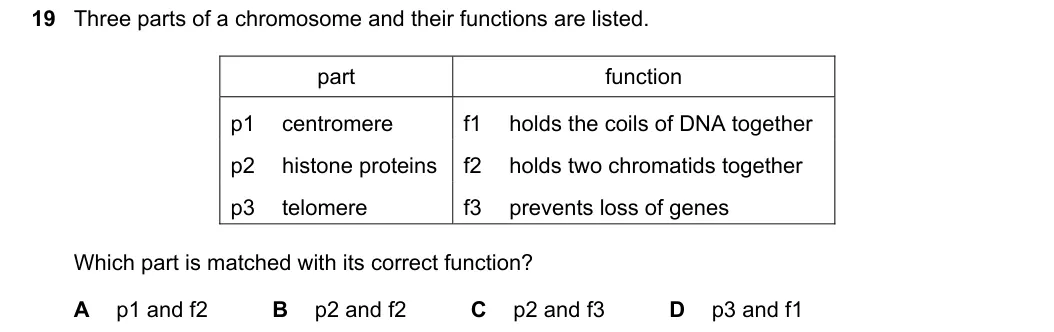 19 Three parts of a chromosome and their functions are listed.
part function
p1 centromere f1 holds the coils of DNA together
p2 histone proteins f2 holds two chromatids together
p3 telomere f3 prevents loss of genes
Which part is matched with its correct function?
A p1 and f2 B p2 and f2 C p2 and f3 D p3 and f1